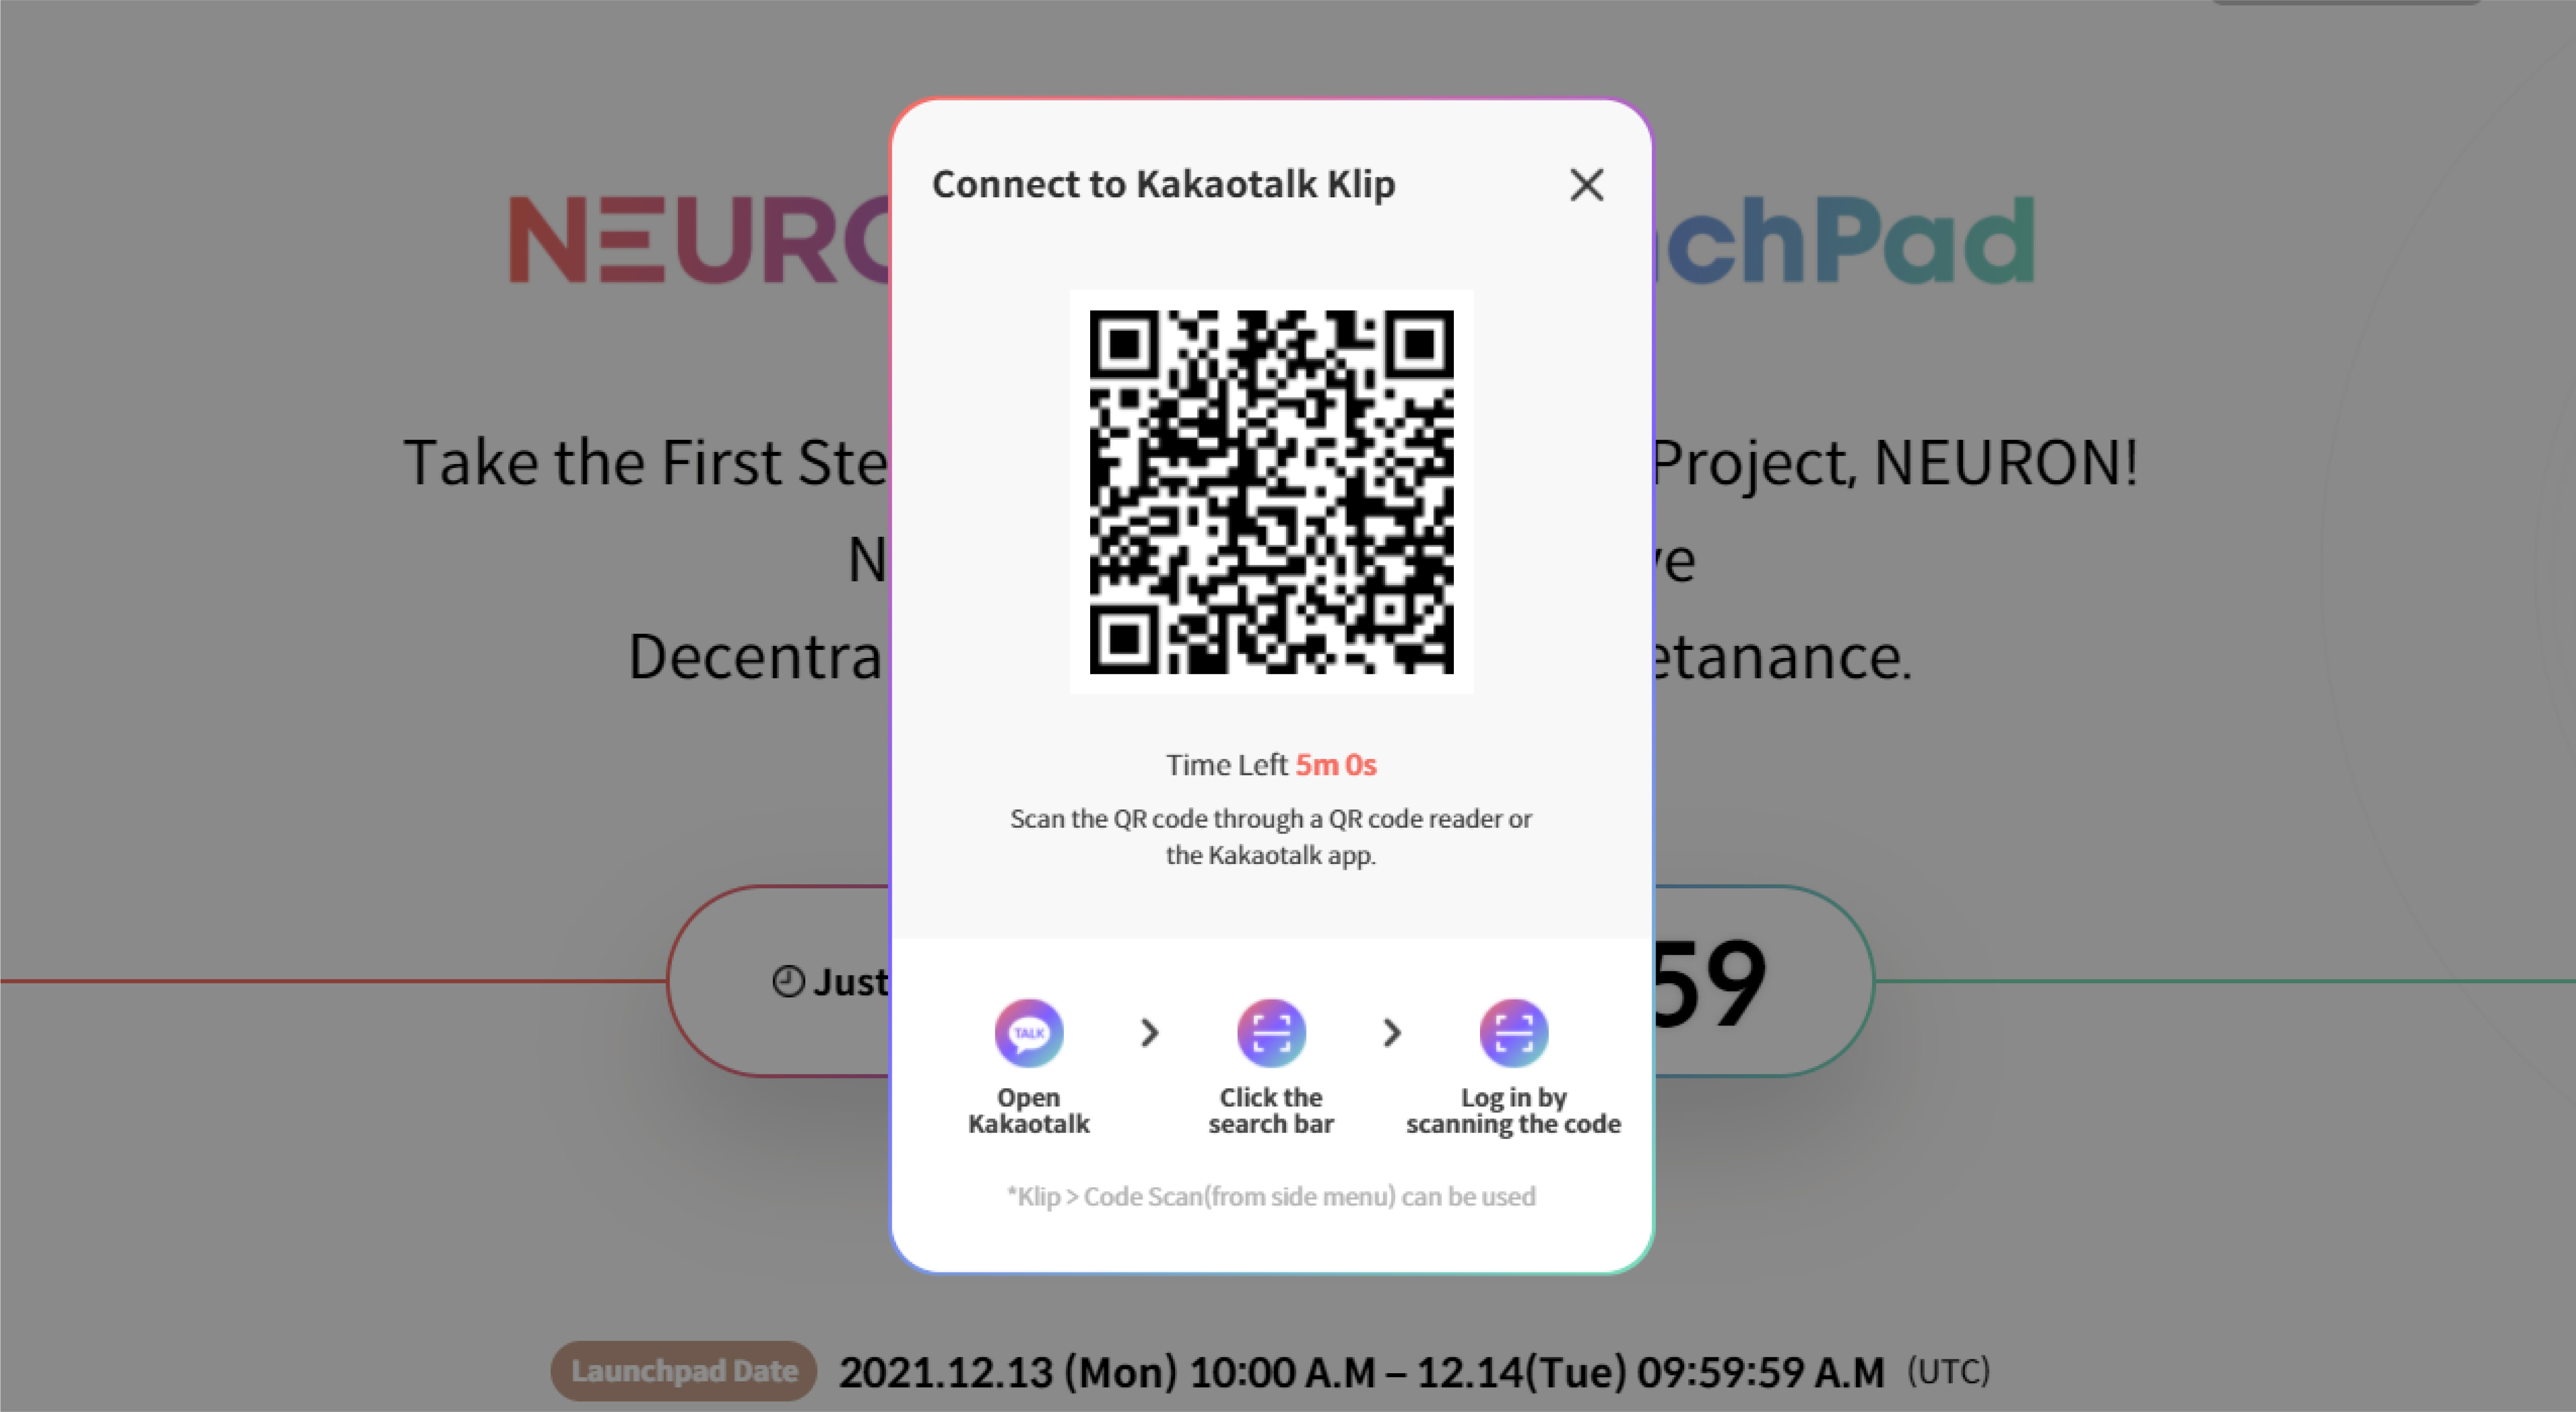 Connect to Kakaotalk Klip
NEURO
chPad
Take the First Ste
Project, NEURON!
N
ve
Decentra
etanance.
Time Left 5m 0s
Scan the QR code through a QR code reader or
the Kakaotalk app.
Just
59
TALK
Open
Kakaotalk
Click the
search bar
Log in by
scanning the code
*Klip > Code Scan(from side menu) can be used
Launchpad Date 2021.12.13 (Mon) 10:00 A.M – 12.14(Tue) 09:59:59 A.M (UTC)